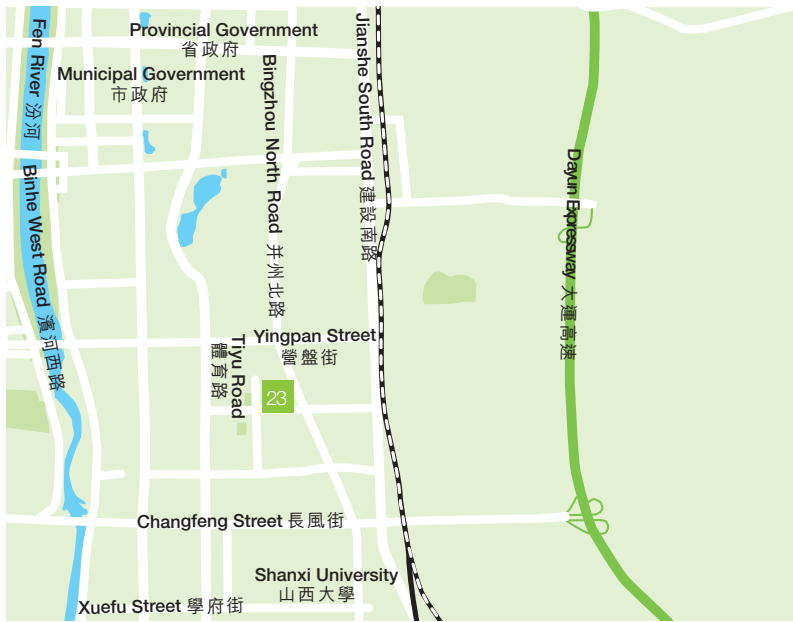 Provincial Government
省政府
Municipal Government
市政府
Fen River 汾河
Bingzhou North Road 并州北路
Jianshe South Road 建設南路
Dayun Expressway 大運高速
Binhe West Road 濱河西路
Yingpan Street
營盤街
Tiyu Road
體育路
23
Changfeng Street 長風街
Shanxi University
山西大學
Xuefu Street 學府街